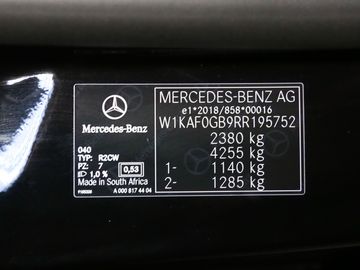 MERCEDES-BENZ AG
e1*2018/858*00016
W1KAF0GB9RR195752
2380 kg
4255 kg
1- 1140 kg
2- 1285 kg
Mercedes-Benz
040
TYP: R2CW
PZ: 7
1,0 % 0,53
Made in South Africa
A 000 817 44 04